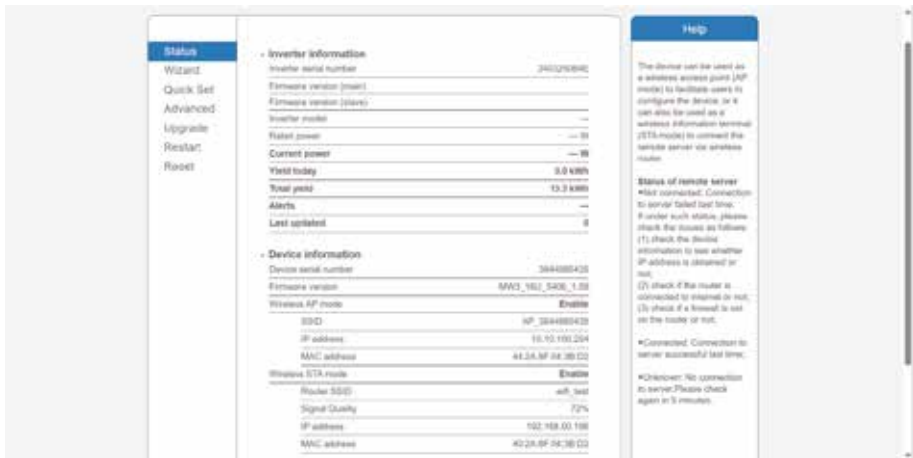 Help
Status
Wizard
Quick Set
Advanced
Upgrade
Restart
Reset
- Inverter Information
Inverter serial number
Firmware version (main)
Firmware version (slave)
Inverter model ---
Rated power --- W
Current power --- W
Yield today 0.0 kWh
Total yield kWh
Alerts ---
Last updated 0
- Device information
Device serial number
Firmware version
Wireless AP mode Enable
SSID
IP address 10.10.100.254
MAC address
Wireless STA mode Enable
Router SSID wifi_test
Signal Quality 72%
IP address
MAC address
The device can be used as
a wireless access point (AP
mode) to facilitate users to
configure the device, or it
can also be used as a
wireless information terminal
(STA mode) to connect the
remote server via wireless
router.
Status of remote server
●Not connected: Connection
to server failed last time.
If under such status, please
check the issues as follows:
(1) check the device
information to see whether
IP address is obtained or
not;
(2) check if the router is
connected to internet or not;
(3) check if a firewall is set
on the router or not;
●Connected: Connection to
server successful last time;
●Unknown: No connection
to server.Please check
again in 5 minutes.